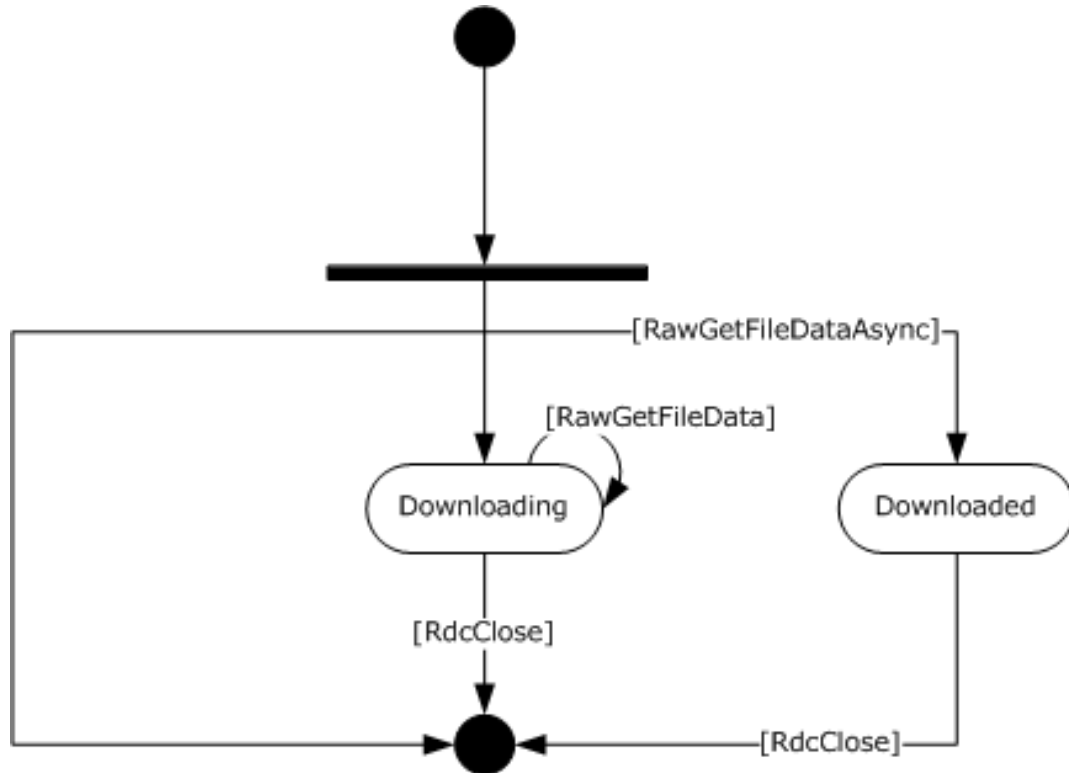 [RawGetFileDataAsync]
[RawGetFileData]
Downloading
Downloaded
[RdcClose]
[RdcClose]